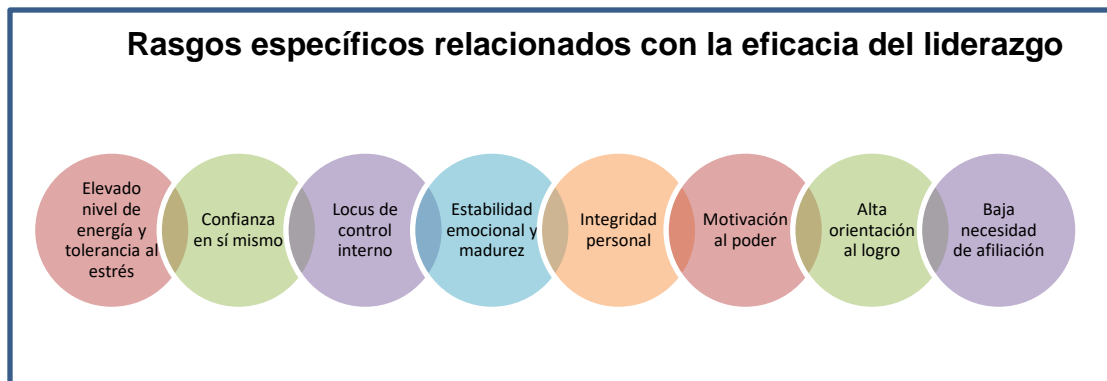 Rasgos específicos relacionados con la eficacia del liderazgo
Elevado
nivel de
energía y
tolerancia al
estrés
Confianza
en sí mismo
Locus de
control
interno
Estabilidad
emocional y
madurez
Integridad
personal
Motivación
al poder
Alta
orientación
al logro
Baja
necesidad
de afiliación